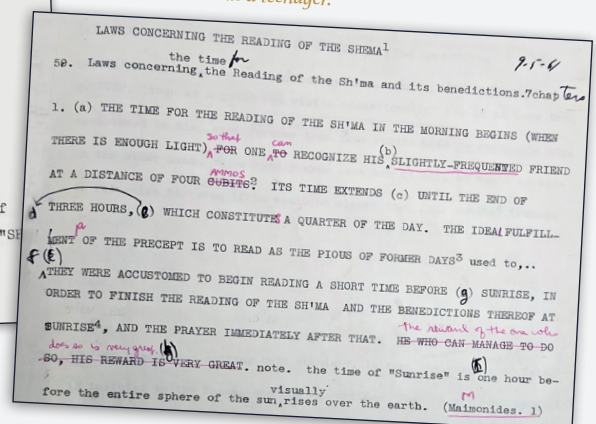 a teenager.
LAWS CONCERNING THE READING OF THE SHEMA1
9-5-6
the time for
58. Laws concerning the Reading of the Sh'ma and its benedictions.7chapters
1. (a) THE TIME FOR THE READING OF THE SH'MA IN THE MORNING BEGINS (WHEN
so that can (b)
THERE IS ENOUGH LIGHT) FOR ONE TO RECOGNIZE HIS SLIGHTLY-FREQUENTED FRIEND
AMMOS
AT A DISTANCE OF FOUR CUBITS2. ITS TIME EXTENDS (c) UNTIL THE END OF
d THREE HOURS,(e) WHICH CONSTITUTES A QUARTER OF THE DAY. THE IDEAL FULFILL-
MENT OF THE PRECEPT IS TO READ AS THE PIOUS OF FORMER DAYS3 used to,..
f
THEY WERE ACCUSTOMED TO BEGIN READING A SHORT TIME BEFORE (g) SUNRISE, IN
ORDER TO FINISH THE READING OF THE SH'MA AND THE BENEDICTIONS THEREOF AT
SUNRISE4, AND THE PRAYER IMMEDIATELY AFTER THAT. HE WHO CAN MANAGE TO DO
the reward of the one who
does so is very great. (h)
SO, HIS REWARD IS VERY GREAT. note. the time of "Sunrise" is one hour be-
visually
fore the entire sphere of the sun rises over the earth. (Maimonides. 1)